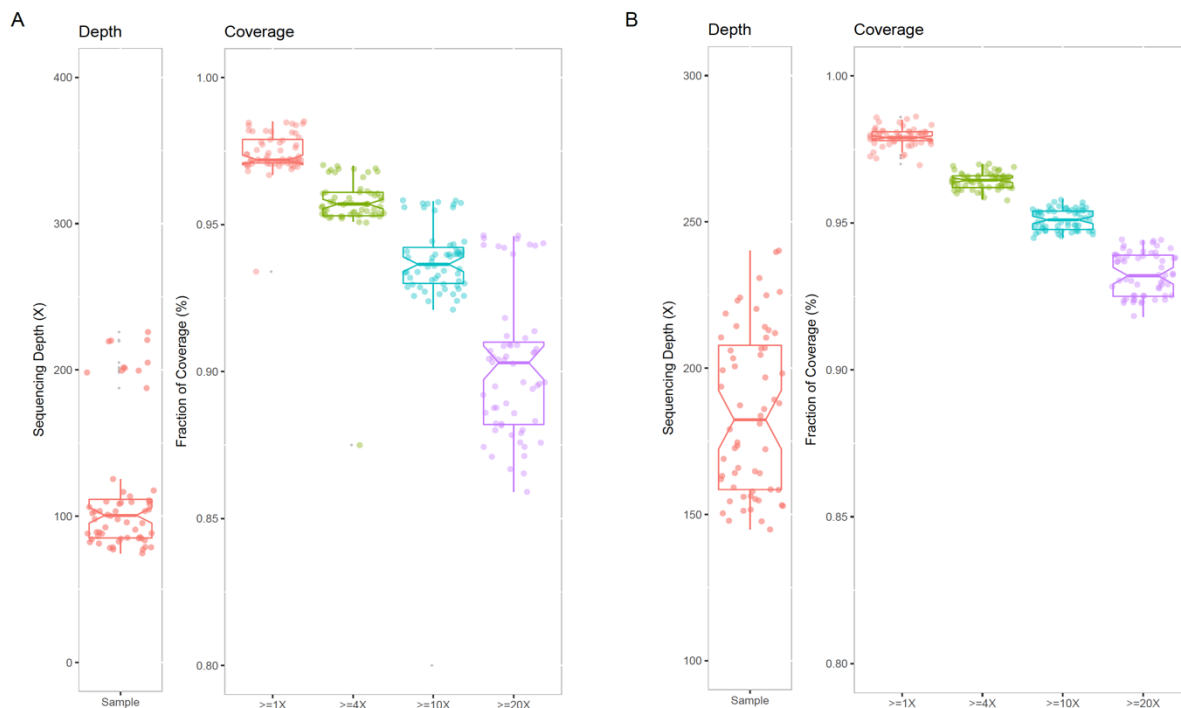 A
Depth
Coverage
Sequencing Depth (X)
400
300
200
100
0
Sample
Fraction of Coverage (%)
1.00
0.95
0.90
0.85
0.80
>=1X
>=4X
>=10X
>=20X
B
Depth
Coverage
Sequencing Depth (X)
300
250
200
150
100
Sample
Fraction of Coverage (%)
1.00
0.95
0.90
0.85
0.80
>=1X
>=4X
>=10X
>=20X